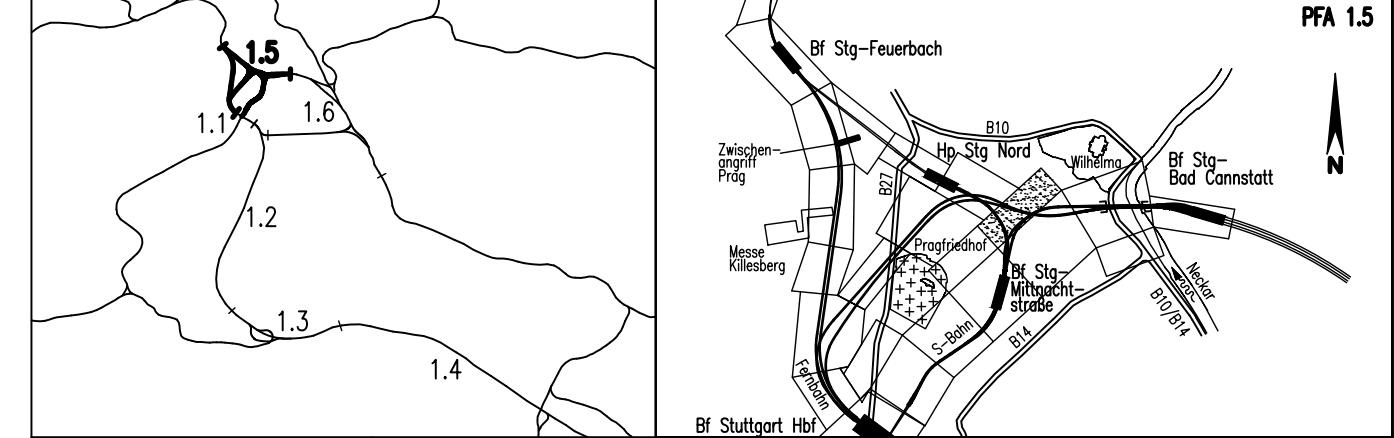 1.5
1.1
1.6
1.2
1.3
1.4
PFA 1.5
Bf Stg-Feuerbach
N
B10
Zwischen-
angriff
Prag
Hp Stg Nord
Wilhelma
Bf Stg-
Bad Cannstatt
B27
Messe
Killesberg
Pragfriedhof
Bf Stg-
Mittnacht-
straße
Neckar
B10/B14
S-Bahn
B14
Fernbahn
Bf Stuttgart Hbf